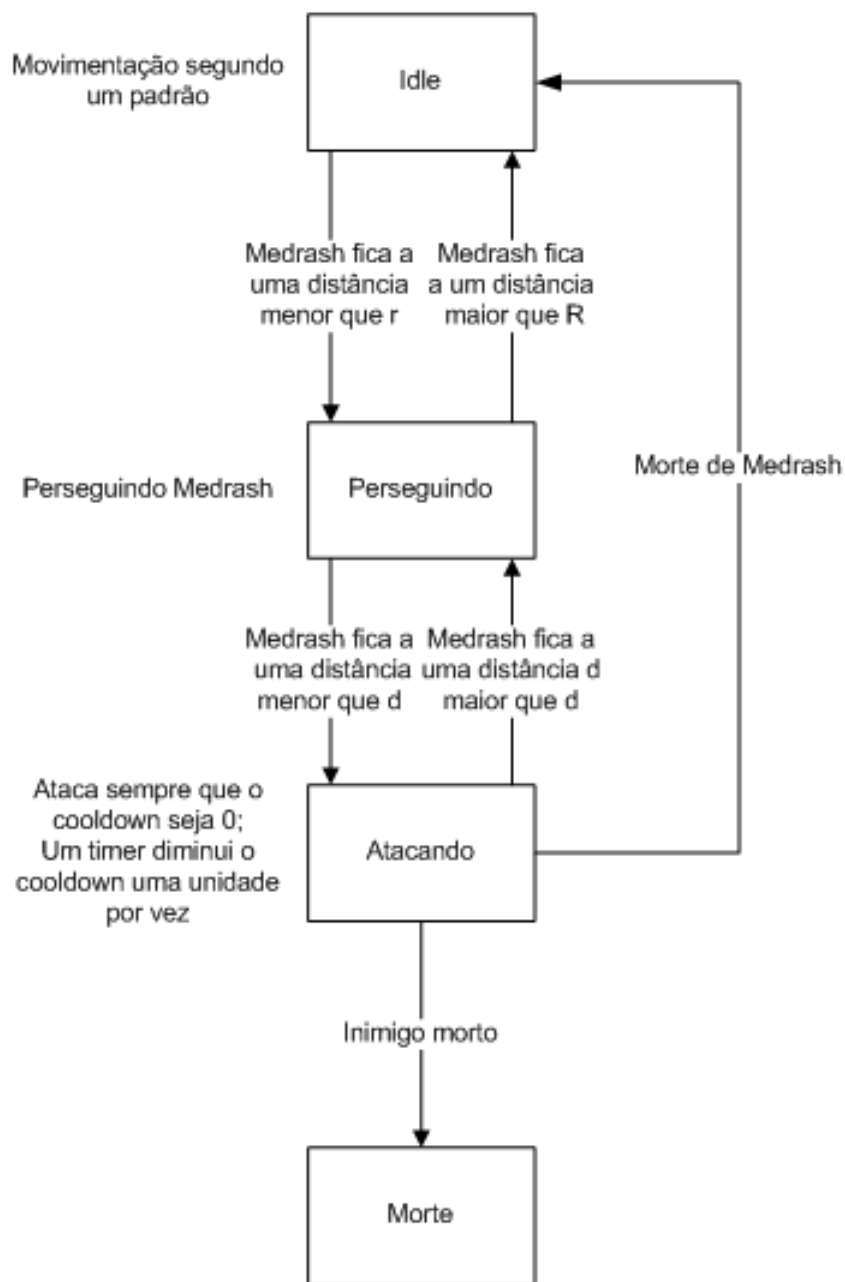 Movimentação segundo
um padrão
Idle
Medrash fica a
uma distância
menor que r
Medrash fica
a um distância
maior que R
Perseguindo Medrash
Perseguindo
Morte de Medrash
Medrash fica a
uma distância
menor que d
Medrash fica a
uma distância d
maior que d
Ataca sempre que o
cooldown seja 0;
Um timer diminui o
cooldown uma unidade
por vez
Atacando
Inimigo morto
Morte